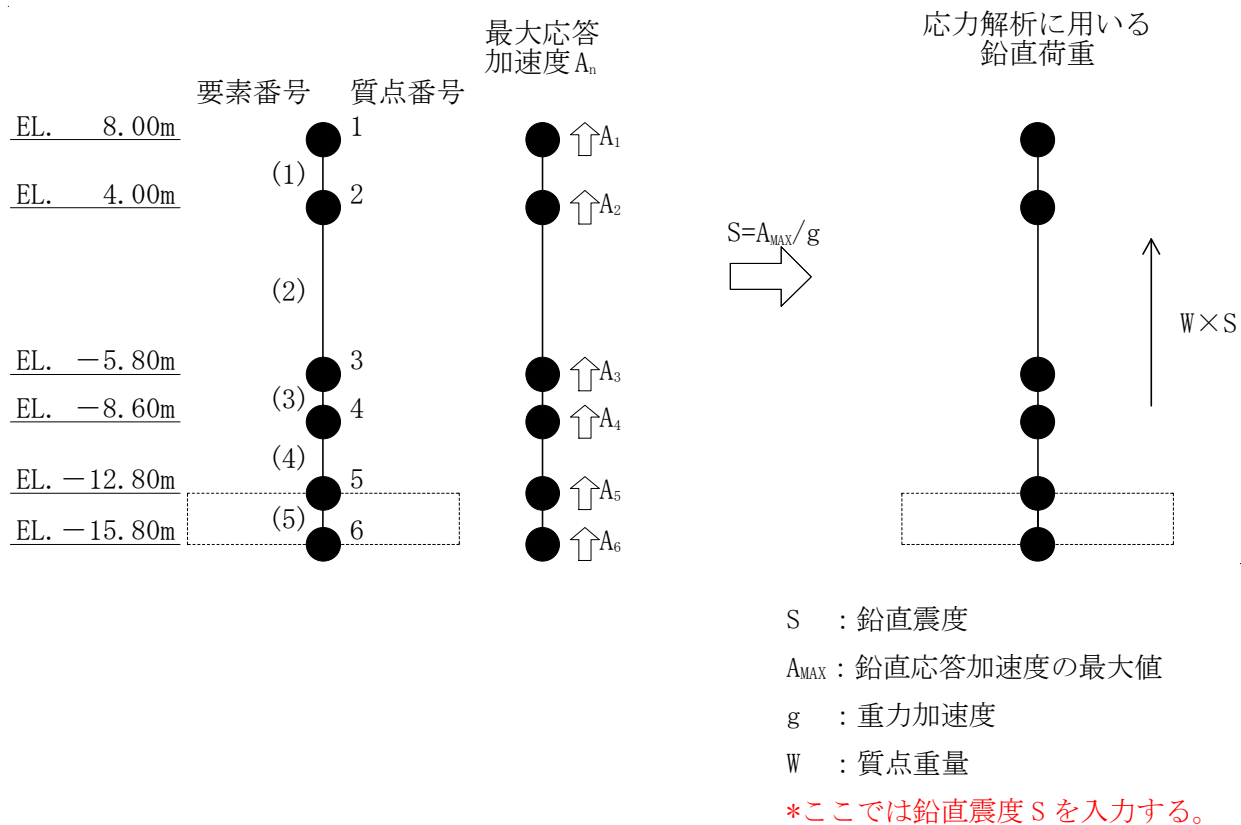 最大応答
加速度An
応力解析に用いる
鉛直荷重
要素番号 質点番号
EL. 8.00m
1
A1
(1)
EL. 4.00m
2
A2
S=AMAX/g
(2)
W×S
EL. －5.80m
3
A3
(3)
EL. －8.60m
4
A4
(4)
EL.－12.80m
5
A5
(5)
EL.－15.80m
6
A6
S ：鉛直震度
AMAX：鉛直応答加速度の最大値
g ：重力加速度
W ：質点重量
*ここでは鉛直震度 S を入力する。